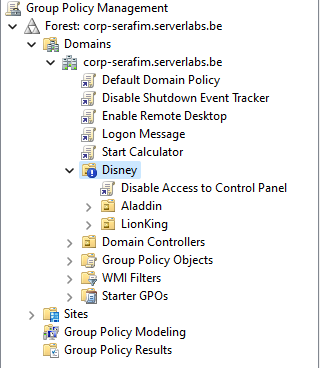 Group Policy Management
Forest: corp-serafim.serverlabs.be
Domains
corp-serafim.serverlabs.be
Default Domain Policy
Disable Shutdown Event Tracker
Enable Remote Desktop
Logon Message
Start Calculator
Disney
Disable Access to Control Panel
Aladdin
LionKing
Domain Controllers
Group Policy Objects
WMI Filters
Starter GPOs
Sites
Group Policy Modeling
Group Policy Results